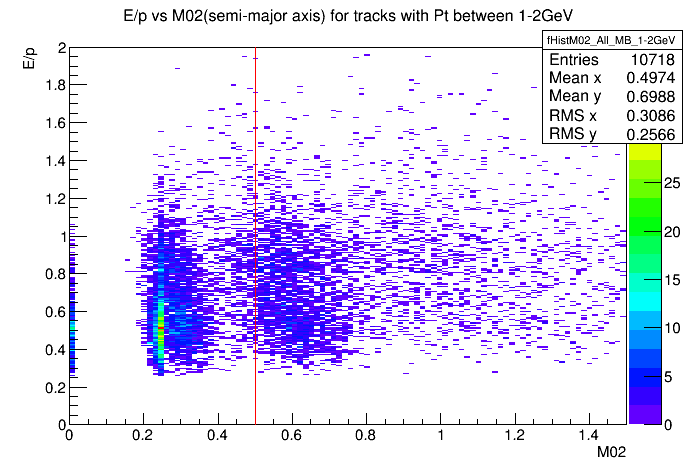 E/p vs M02(semi-major axis) for tracks with Pt between 1-2GeV
fHistM02_All_MB_1-2GeV
Entries 10718
Mean x 0.4974
Mean y 0.6988
RMS x 0.3086
RMS y 0.2566
E/p
2
1.8
1.6
1.4
1.2
1
0.8
0.6
0.4
0.2
0
0 0.2 0.4 0.6 0.8 1 1.2 1.4
M02
25
20
15
10
5
0